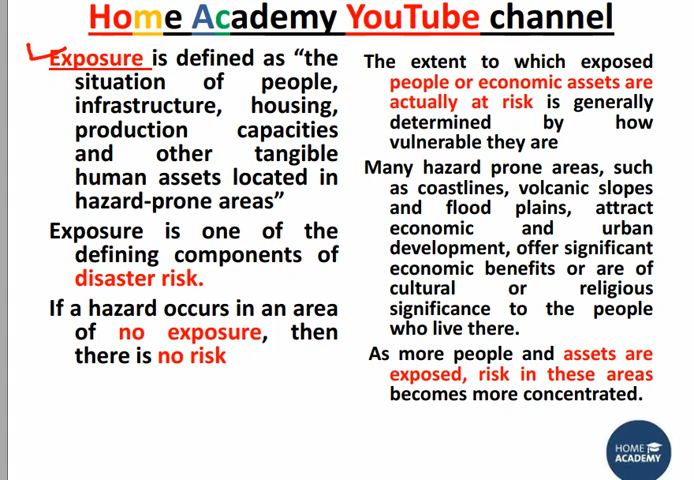 Home Academy YouTube channel
Exposure is defined as “the
situation of people,
infrastructure, housing,
production capacities
and other tangible
human assets located in
hazard-prone areas”
Exposure is one of the
defining components of
disaster risk.
If a hazard occurs in an area
of no exposure, then
there is no risk
The extent to which exposed
people or economic assets are
actually at risk is generally
determined by how
vulnerable they are
Many hazard prone areas, such
as coastlines, volcanic slopes
and flood plains, attract
economic and urban
development, offer significant
economic benefits or are of
cultural or religious
significance to the people
who live there.
As more people and assets are
exposed, risk in these areas
becomes more concentrated.
HOME
ACADEMY